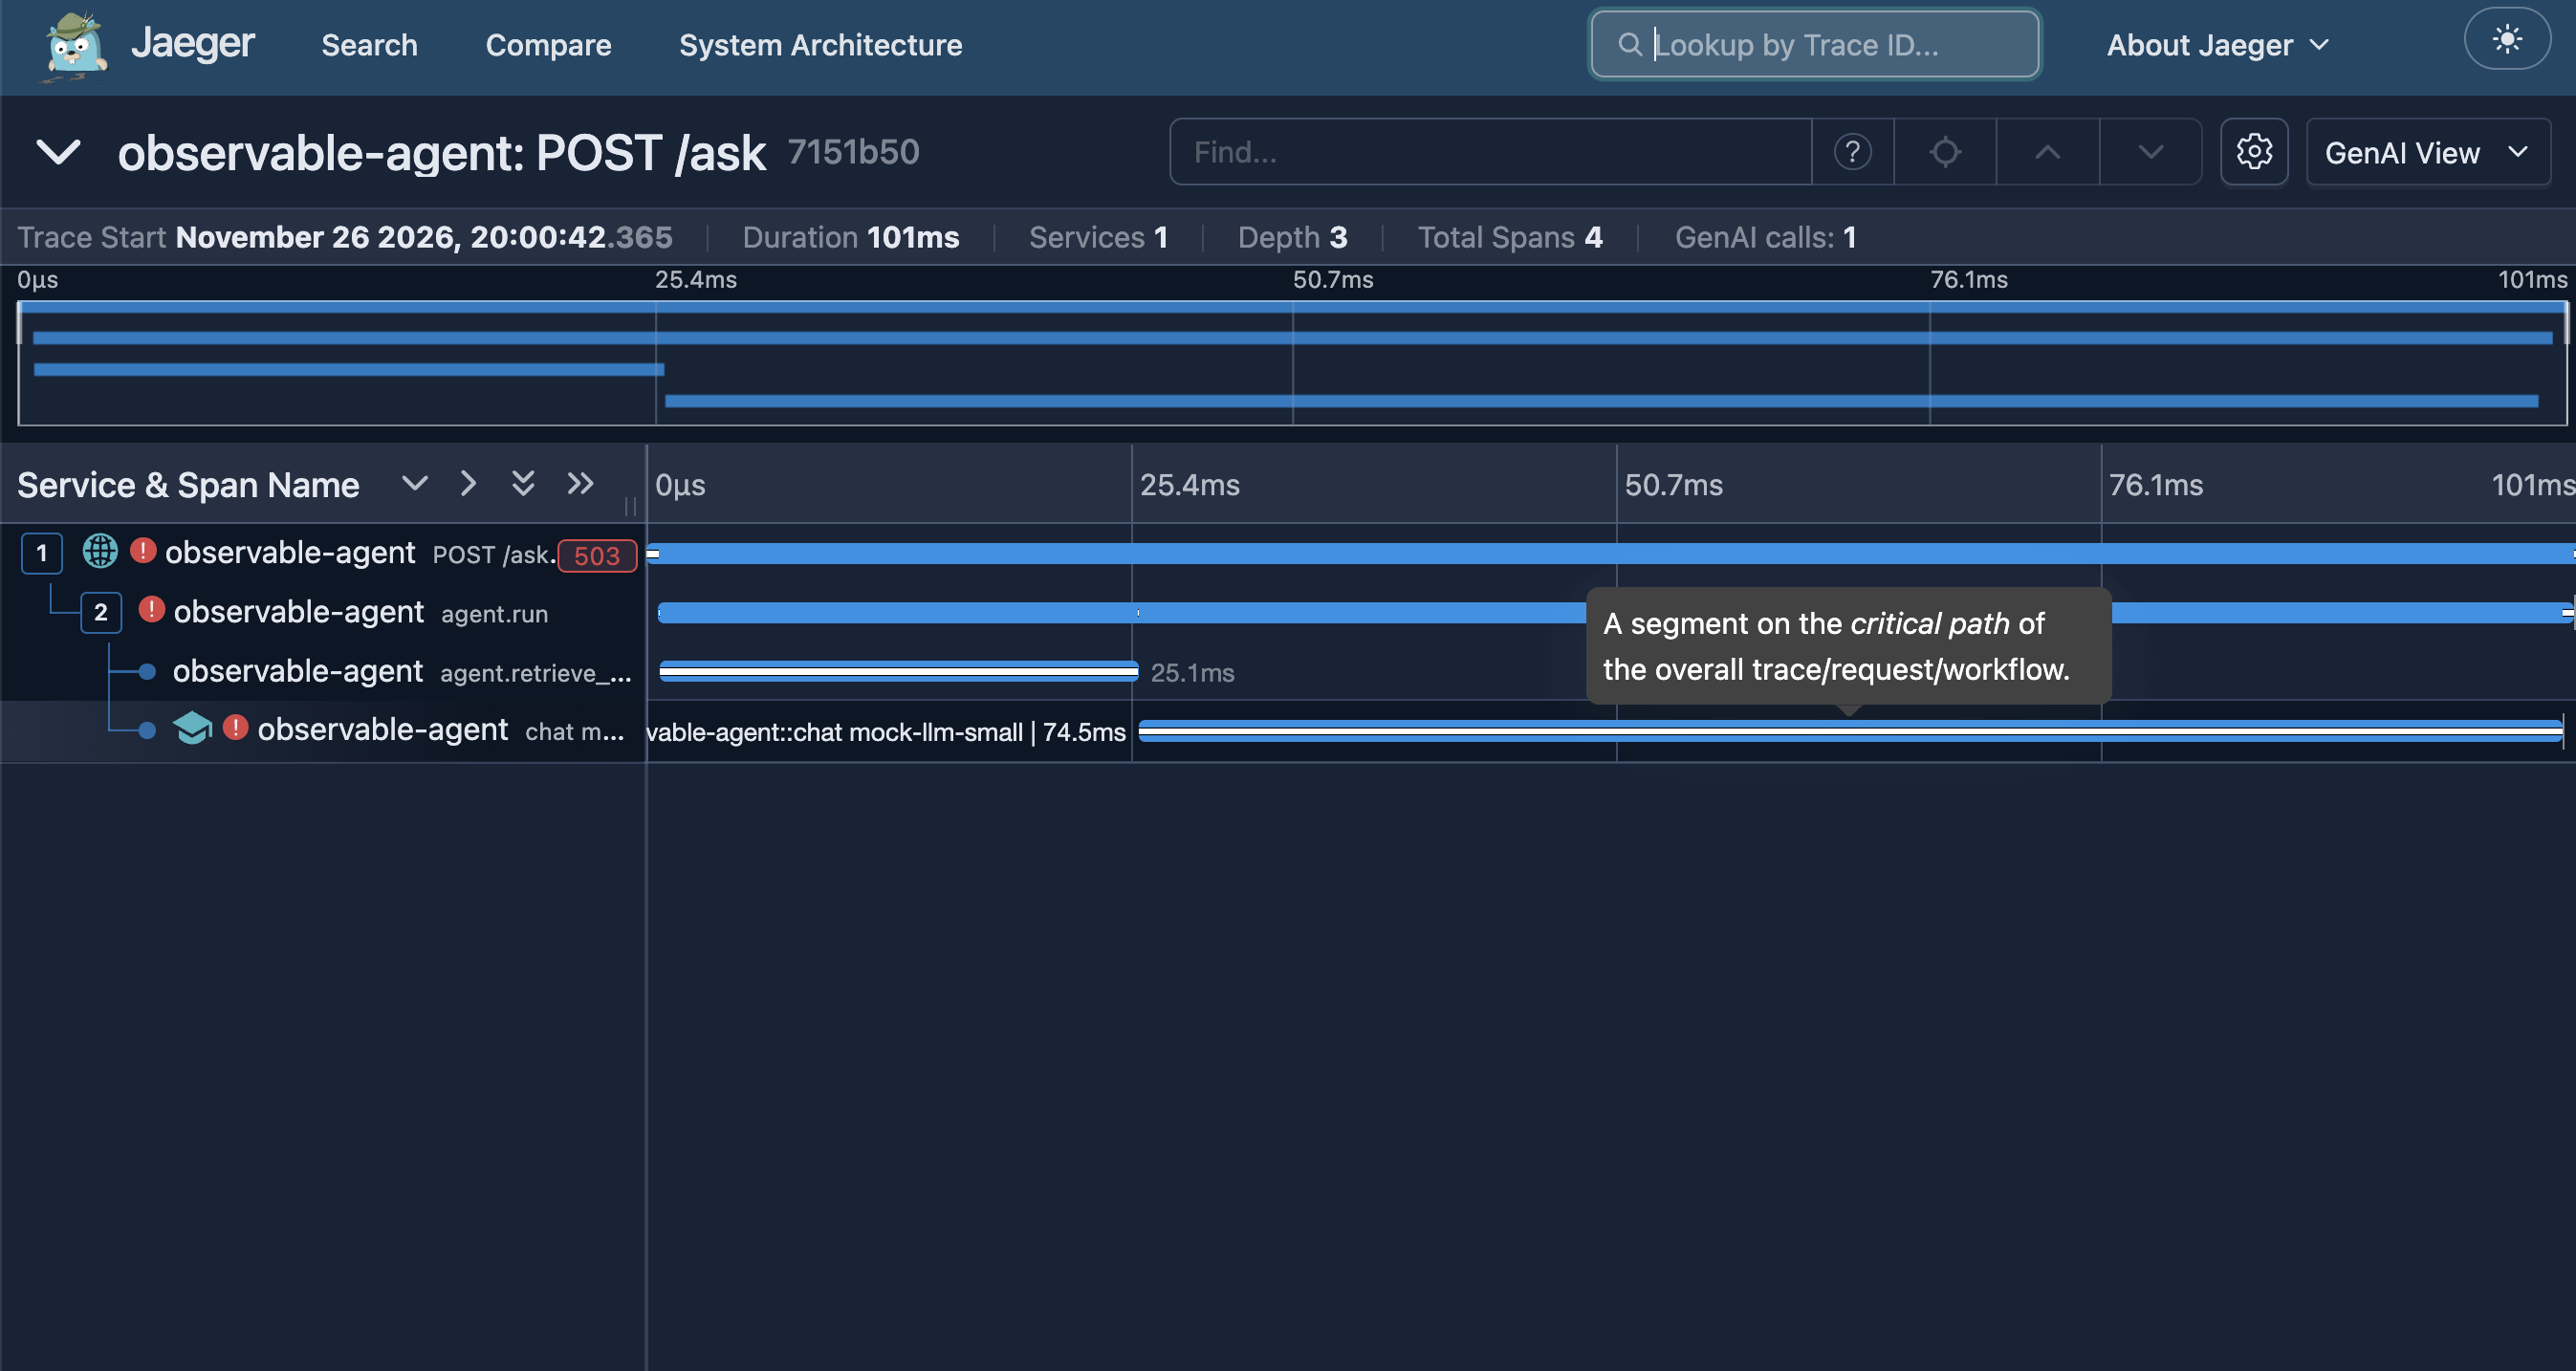 Jaeger
Search
Compare
System Architecture
Lookup by Trace ID...
About Jaeger
observable-agent: POST /ask 7151b50
Find...
?
GenAI View
Trace Start November 26 2026, 20:00:42.365
Duration 101ms
Services 1
Depth 3
Total Spans 4
GenAI calls: 1
0μs
25.4ms
50.7ms
76.1ms
101ms
Service & Span Name
0μs
25.4ms
50.7ms
76.1ms
101ms
1
! observable-agent POST /ask.
503
2
! observable-agent agent.run
A segment on the critical path of
the overall trace/request/workflow.
observable-agent agent.retrieve_...
25.1ms
! observable-agent chat m...
vable-agent::chat mock-llm-small | 74.5ms